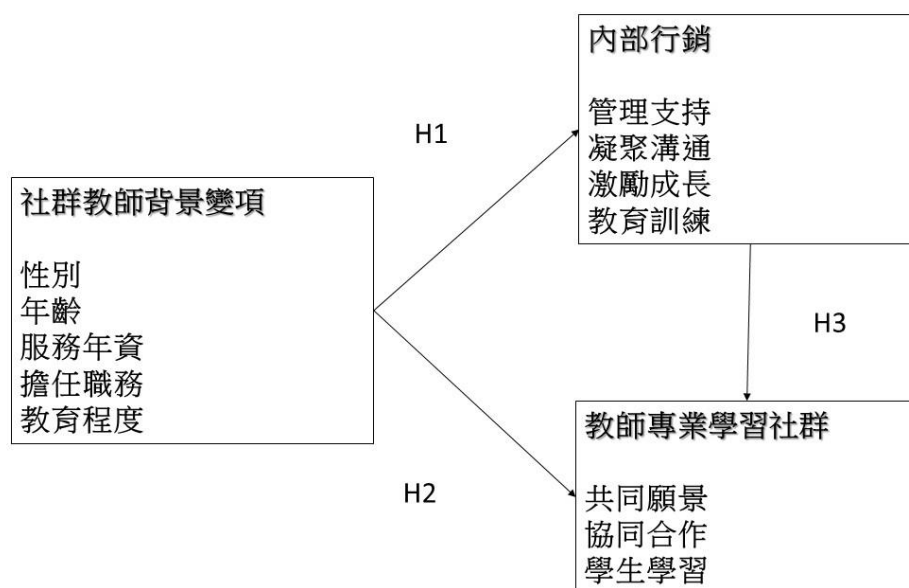 內部行銷
管理支持
凝聚溝通
激勵成長
教育訓練
H1
社群教師背景變項
性別
年齡
服務年資
擔任職務
教育程度
H3
H2
教師專業學習社群
共同願景
協同合作
學生學習